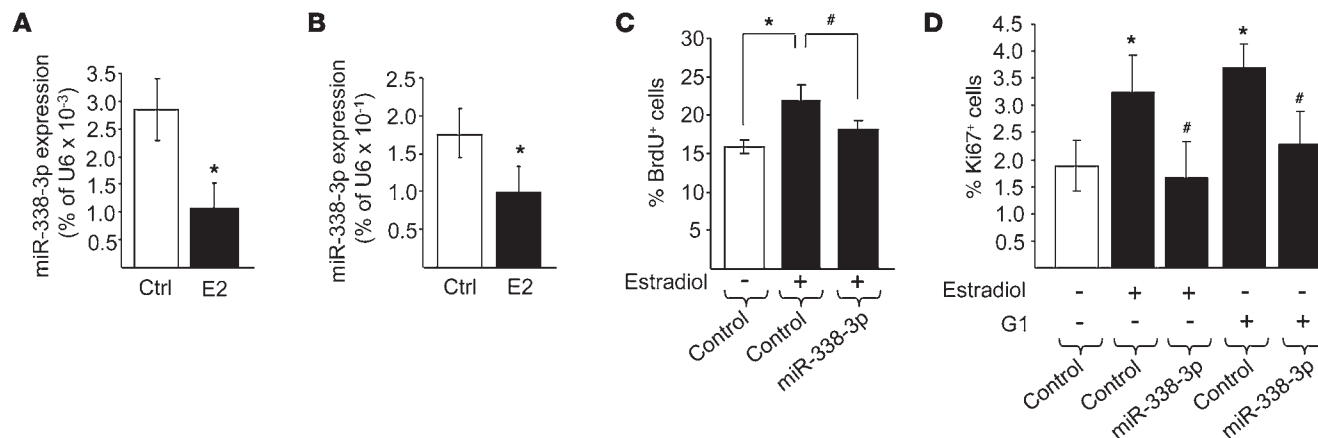 A
miR-338-3p expression
(% of U6 x 10-3)
3.5
3.0
2.5
2.0
1.5
1.0
0.5
*
Ctrl
E2
B
miR-338-3p expression
(% of U6 x 10-1)
2.5
2.0
1.5
1.0
0.5
*
Ctrl
E2
C
% BrdU+ cells
30
25
20
15
10
5
*
#
Estradiol - + +
Control
Control
miR-338-3p
D
% Ki67+ cells
4.5
4.0
3.5
3.0
2.5
2.0
1.5
1.0
0.5
*
#
*
#
Estradiol - + + - -
G1 - - - + +
Control
Control
miR-338-3p
Control
miR-338-3p